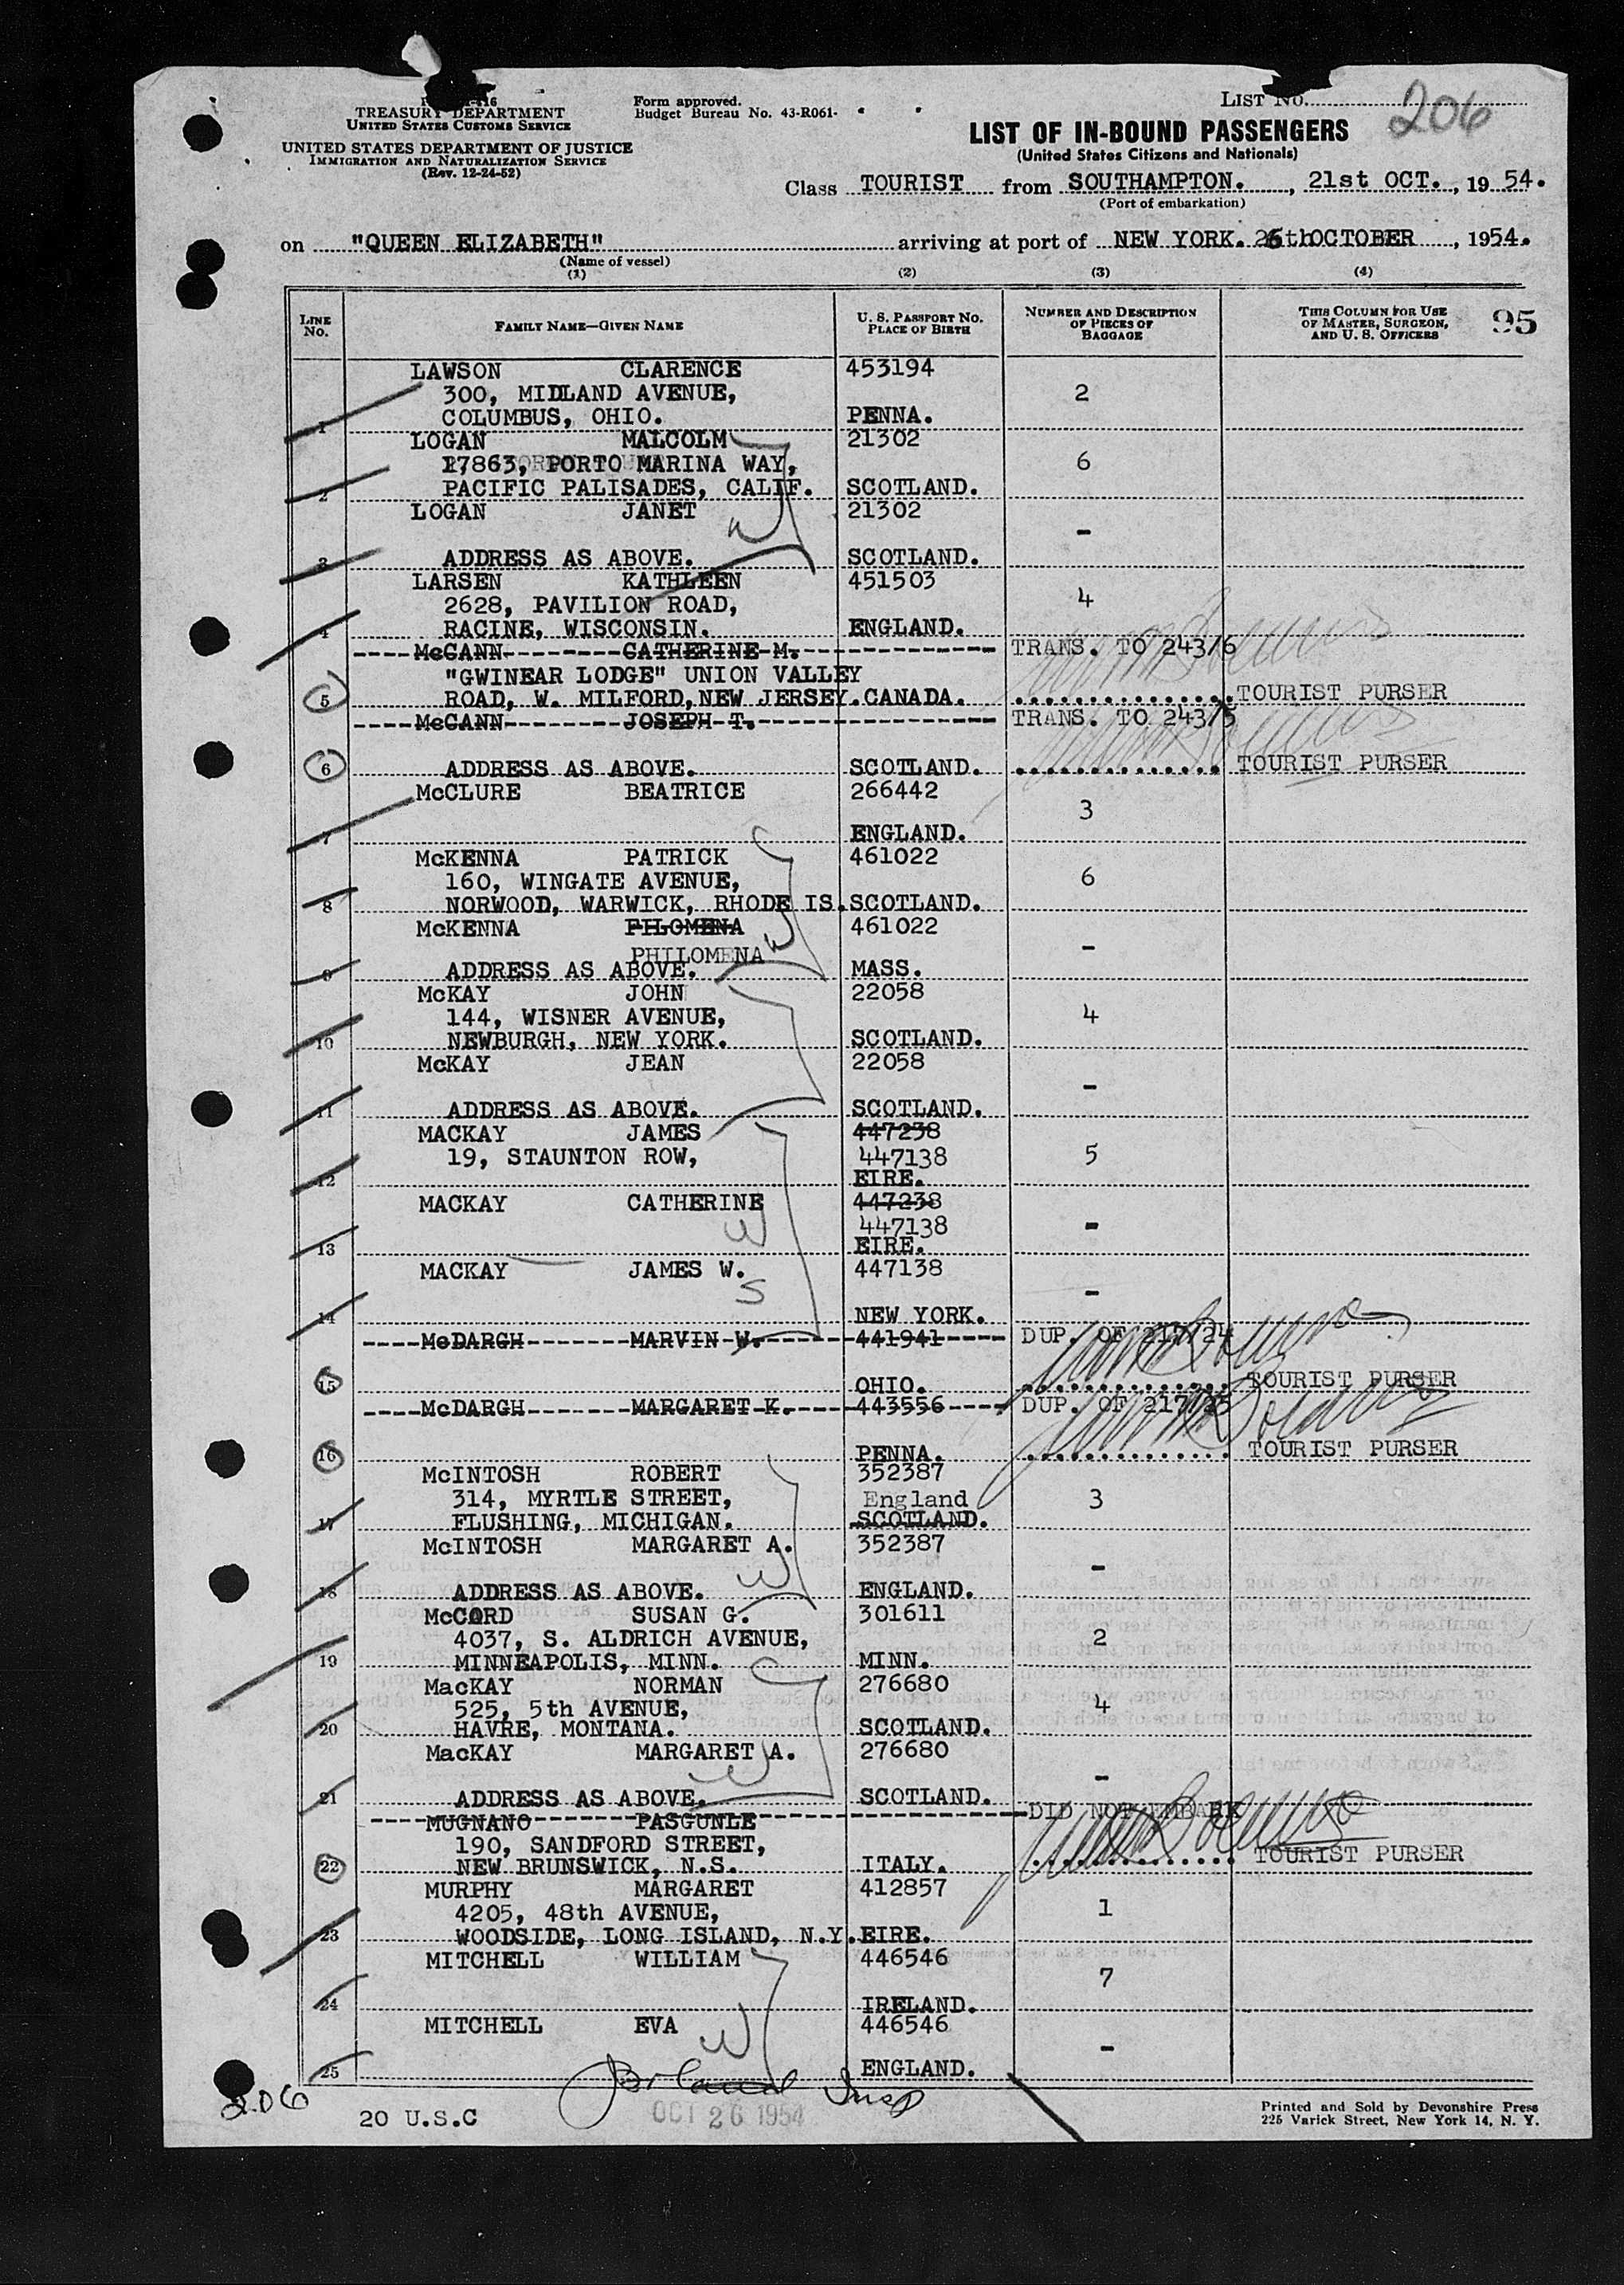 TREASURY DEPARTMENT
UNITED STATES CUSTOMS SERVICE
UNITED STATES DEPARTMENT OF JUSTICE
IMMIGRATION AND NATURALIZATION SERVICE
(Rev. 12-24-52)
Form approved.
Budget Bureau No. 43-R061-
LIST No. 206
LIST OF IN-BOUND PASSENGERS
(United States Citizens and Nationals)
Class TOURIST from SOUTHAMPTON. , 21st OCT. , 19 54.
(Port of embarkation)
on "QUEEN ELIZABETH" arriving at port of NEW YORK. 26th OCTOBER , 1954.
(Name of vessel)
(1) (2) (3) (4)
LINE No. FAMILY NAME—GIVEN NAME U. S. PASSPORT NO. PLACE OF BIRTH NUMBER AND DESCRIPTION OF PIECES OF BAGGAGE THIS COLUMN FOR USE OF MASTER, SURGEON, AND U. S. OFFICERS 95
LAWSON CLARENCE 453194
300, MIDLAND AVENUE, 2
1 COLUMBUS, OHIO. PENNA.
LOGAN MALCOLM 21302
17863, PORTO MARINA WAY, 6
2 PACIFIC PALISADES, CALIF. SCOTLAND.
LOGAN JANET 21302
W -
3 ADDRESS AS ABOVE. SCOTLAND.
LARSEN KATHLEEN 451503
2628, PAVILION ROAD, 4
4 RACINE, WISCONSIN. ENGLAND.
----McCANN--------CATHERINE M.------------- TRANS. TO 243/6
"GWINEAR LODGE" UNION VALLEY
5 ROAD, W. MILFORD, NEW JERSEY. CANADA. TOURIST PURSER
----McCANN--------JOSEPH T.---------------- TRANS. TO 243/5
6 ADDRESS AS ABOVE. SCOTLAND. TOURIST PURSER
McCLURE BEATRICE 266442
3
7 ENGLAND.
McKENNA PATRICK 461022
160, WINGATE AVENUE, 6
8 NORWOOD, WARWICK, RHODE IS. SCOTLAND.
McKENNA PILOMENA 461022
PHILOMENA W -
9 ADDRESS AS ABOVE. MASS.
McKAY JOHN 22058
144, WISNER AVENUE, 4
10 NEWBURGH, NEW YORK. SCOTLAND.
McKAY JEAN 22058
-
11 ADDRESS AS ABOVE. SCOTLAND.
MACKAY JAMES 447238
19, STAUNTON ROW, 447138 5
12 EIRE.
MACKAY CATHERINE 447238
W 447138 -
13 EIRE.
MACKAY JAMES W. 447138
S -
14 NEW YORK.
----McDARGH-------MARVIN W.------441941---- DUP. OF 217/24
15 OHIO. TOURIST PURSER
----McDARGH-------MARGARET K.----443556---- DUP. OF 217/25
16 PENNA. TOURIST PURSER
McINTOSH ROBERT 352387
314, MYRTLE STREET, England 3
17 FLUSHING, MICHIGAN. SCOTLAND.
McINTOSH MARGARET A. 352387
W -
18 ADDRESS AS ABOVE. ENGLAND.
McCORD SUSAN G. 301611
4037, S. ALDRICH AVENUE, 2
19 MINNEAPOLIS, MINN. MINN.
MacKAY NORMAN 276680
525, 5th AVENUE, 4
20 HAVRE, MONTANA. SCOTLAND.
MacKAY MARGARET A. 276680
W -
21 ADDRESS AS ABOVE. SCOTLAND.
----MUGNANO-------PASGUNLE---------------- DID NOT EMBARK
190, SANDFORD STREET,
22 NEW BRUNSWICK, N.S. ITALY. TOURIST PURSER
MURPHY MARGARET 412857
4205, 48th AVENUE, 1
23 WOODSIDE, LONG ISLAND, N.Y. EIRE.
MITCHELL WILLIAM 446546
7
24 IRELAND.
MITCHELL EVA 446546
W -
25 ENGLAND.
206 Insp
20 U.S.C OCT 26 1954
Printed and Sold by Devonshire Press
225 Varick Street, New York 14, N. Y.